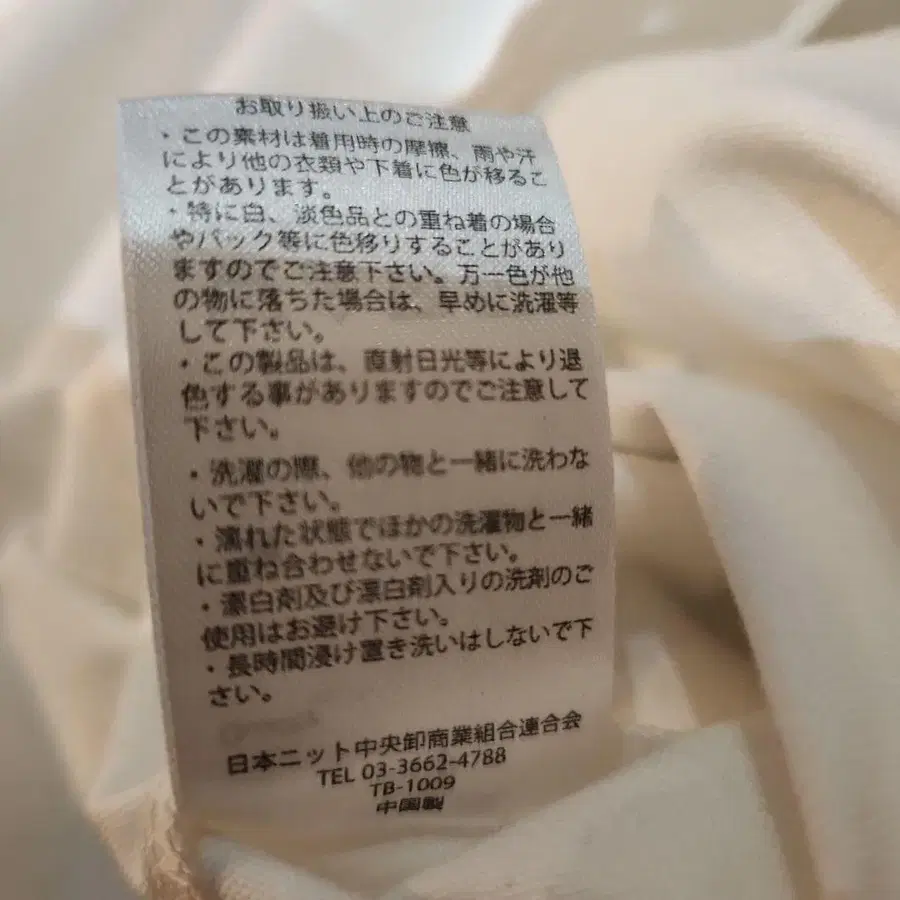 お取り扱い上のご注意
・この素材は着用時の摩擦、雨や汗
により他の衣類や下着に色が移るこ
とがあります。
・特に白、淡色品との重ね着の場合
やバック等に色移りすることがあり
ますのでご注意下さい。万一色が他
の物に落ちた場合は、早めに洗濯等
して下さい。
・この製品は、直射日光等により退
色する事がありますのでご注意して
下さい。
・洗濯の際、他の物と一緒に洗わな
いで下さい。
・濡れた状態でほかの洗濯物と一緒
に重ね合わせないで下さい。
・漂白剤及び漂白剤入りの洗剤のご
使用はお避け下さい。
・長時間浸け置き洗いはしないで下
さい。
日本ニット中央卸商業組合連合会
TEL 03-3662-4788
TB-1009
中国製